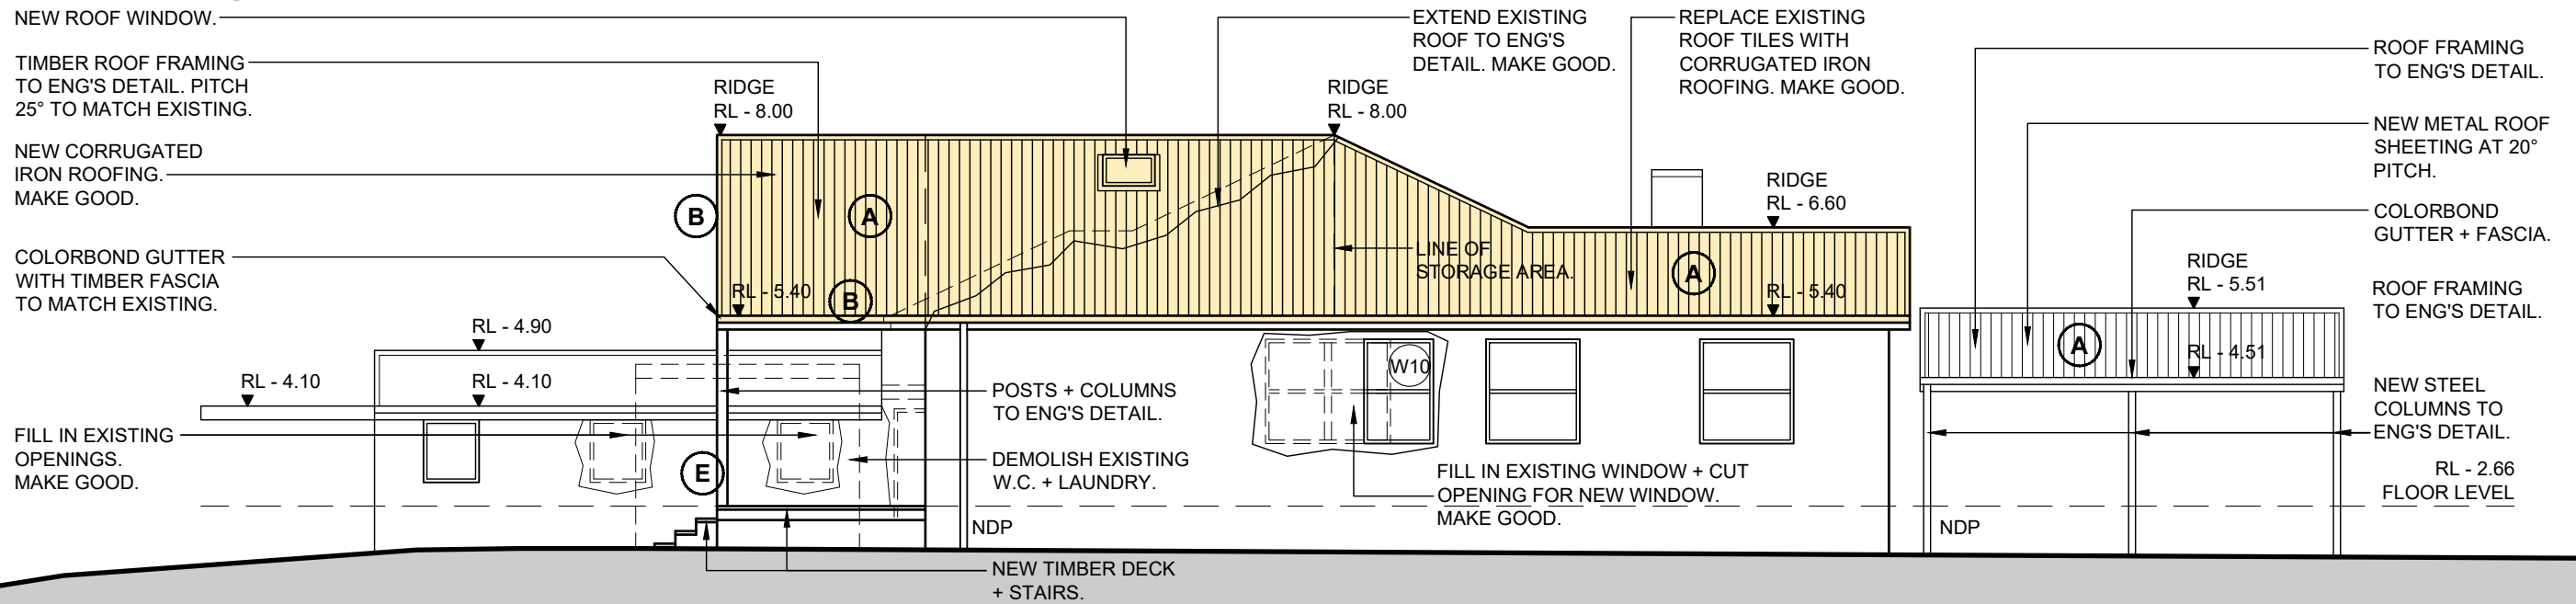 NEW ROOF WINDOW.
TIMBER ROOF FRAMING
TO ENG'S DETAIL. PITCH
25° TO MATCH EXISTING.
NEW CORRUGATED
IRON ROOFING.
MAKE GOOD.
COLORBOND GUTTER
WITH TIMBER FASCIA
TO MATCH EXISTING.
FILL IN EXISTING
OPENINGS.
MAKE GOOD.
RL - 4.10
RL - 4.90
RL - 4.10
RIDGE
RL - 8.00
B
A
B
RL - 5.40
E
POSTS + COLUMNS
TO ENG'S DETAIL.
DEMOLISH EXISTING
W.C. + LAUNDRY.
NDP
NEW TIMBER DECK
+ STAIRS.
EXTEND EXISTING
ROOF TO ENG'S
DETAIL. MAKE GOOD.
RIDGE
RL - 8.00
LINE OF
STORAGE AREA.
W10
FILL IN EXISTING WINDOW + CUT
OPENING FOR NEW WINDOW.
MAKE GOOD.
REPLACE EXISTING
ROOF TILES WITH
CORRUGATED IRON
ROOFING. MAKE GOOD.
RIDGE
RL - 6.60
A
RL - 5.40
ROOF FRAMING
TO ENG'S DETAIL.
NEW METAL ROOF
SHEETING AT 20°
PITCH.
COLORBOND
GUTTER + FASCIA.
RIDGE
RL - 5.51
ROOF FRAMING
TO ENG'S DETAIL.
A
RL - 4.51
NEW STEEL
COLUMNS TO
ENG'S DETAIL.
RL - 2.66
FLOOR LEVEL
NDP